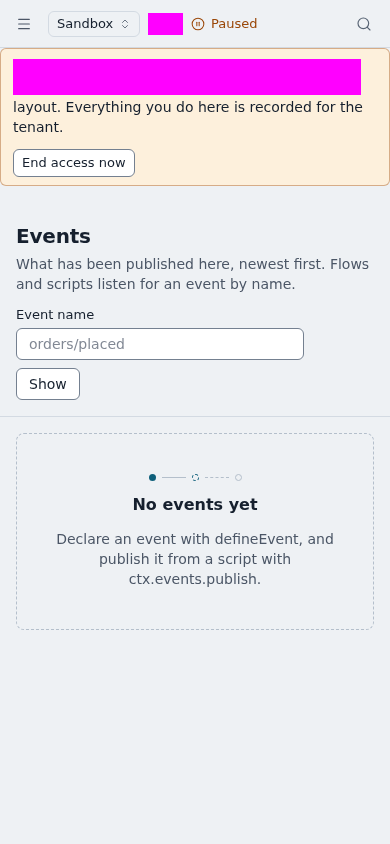 Sandbox
Paused
layout. Everything you do here is recorded for the
tenant.
End access now
Events
What has been published here, newest first. Flows
and scripts listen for an event by name.
Event name
orders/placed
Show
No events yet
Declare an event with defineEvent, and
publish it from a script with
ctx.events.publish.